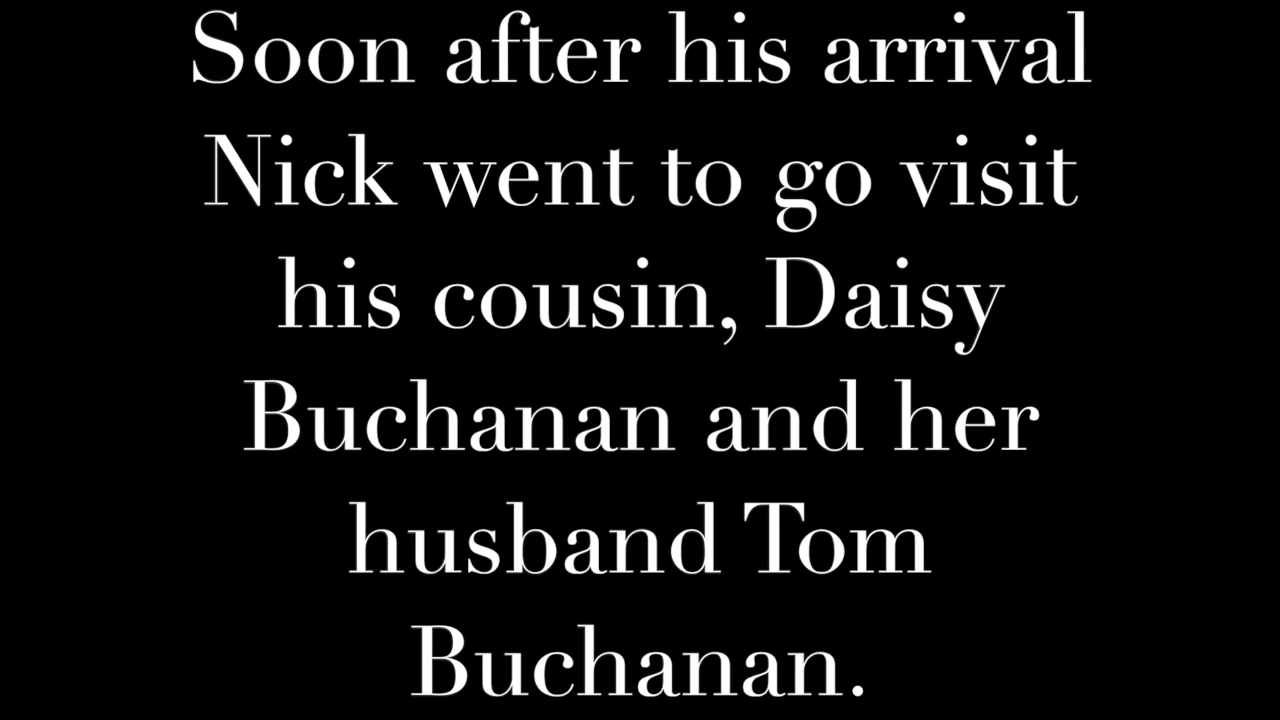 Soon after his arrival
Nick went to go visit
his cousin, Daisy
Buchanan and her
husband Tom
Buchanan.